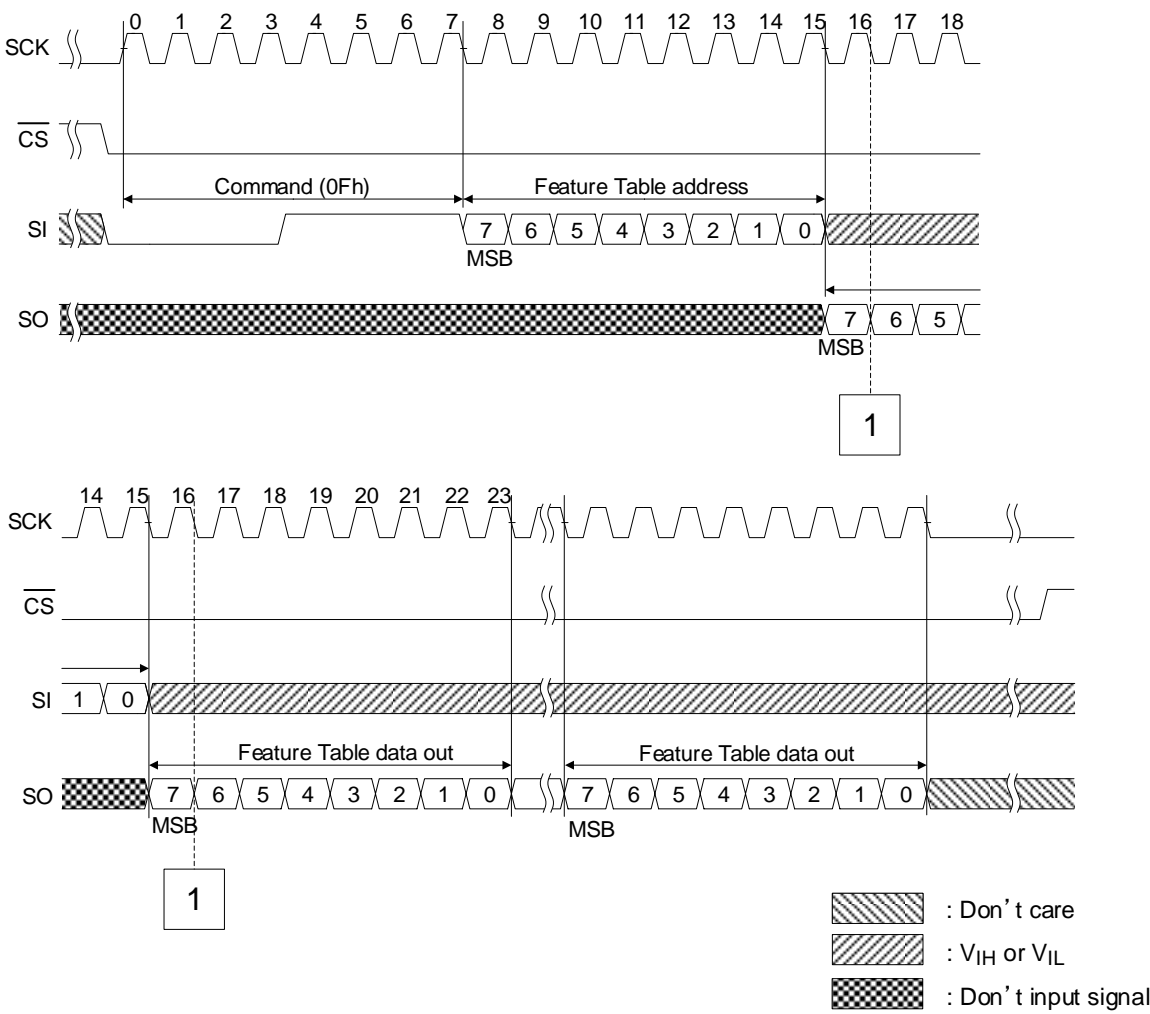 0 1 2 3 4 5 6 7 8 9 10 11 12 13 14 15 16 17 18
SCK
CS
Command (0Fh) Feature Table address
SI 7 6 5 4 3 2 1 0
MSB
SO 7 6 5
MSB
1
14 15 16 17 18 19 20 21 22 23
SCK
CS
SI 1 0
Feature Table data out Feature Table data out
SO 7 6 5 4 3 2 1 0 7 6 5 4 3 2 1 0
MSB MSB
1
: Don't care
: VIH or VIL
: Don't input signal